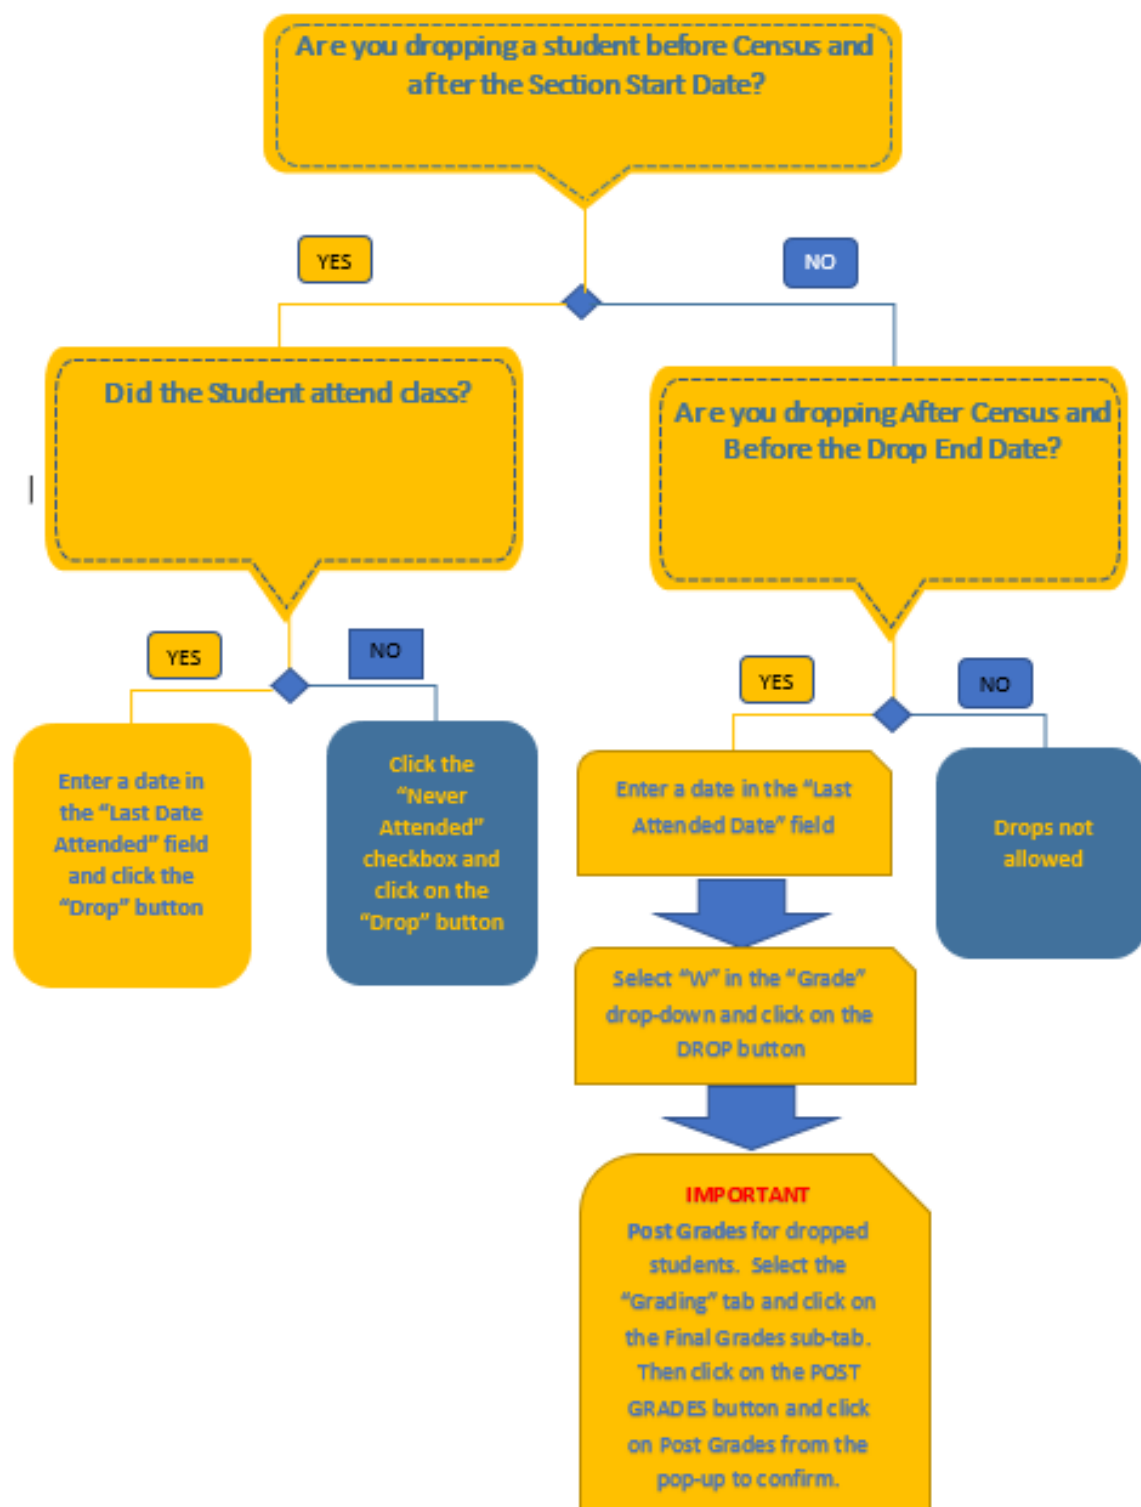 Are you dropping a student before Census and
after the Section Start Date?
YES
NO
Did the Student attend class?
Are you dropping After Census and
Before the Drop End Date?
YES
NO
YES
NO
Enter a date in
the “Last Date
Attended” field
and click the
“Drop” button
Click the
“Never
Attended”
checkbox and
click on the
“Drop” button
Enter a date in the “Last
Attended Date” field
Drops not
allowed
Select “W” in the “Grade”
drop-down and click on the
DROP button
IMPORTANT
Post Grades for dropped
students. Select the
“Grading” tab and click on
the Final Grades sub-tab.
Then click on the POST
GRADES button and click
on Post Grades from the
pop-up to confirm.